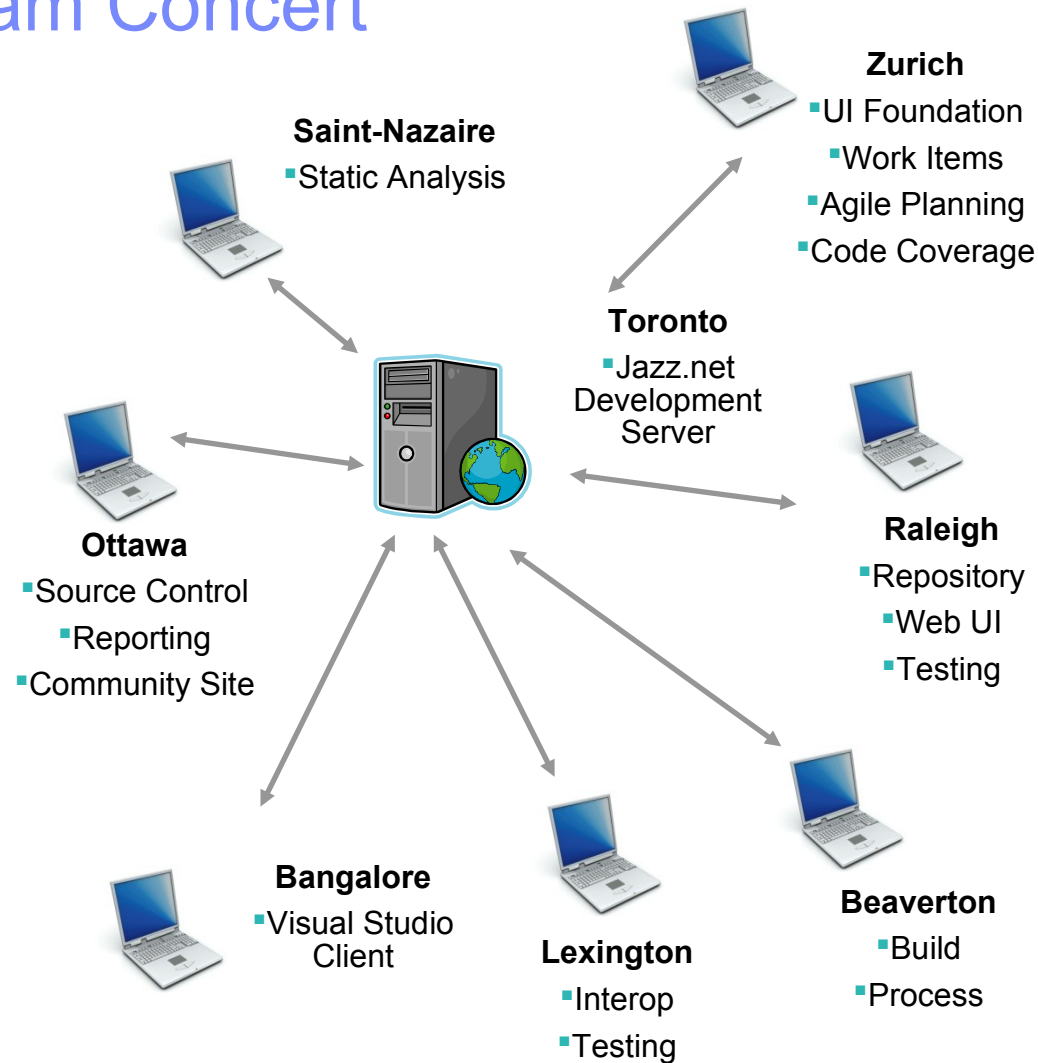 am Concert
Zurich
▪UI Foundation
▪Work Items
▪Agile Planning
▪Code Coverage
Saint-Nazaire
▪Static Analysis
Toronto
▪Jazz.net
Development
Server
Ottawa
▪Source Control
▪Reporting
▪Community Site
Raleigh
▪Repository
▪Web UI
▪Testing
Bangalore
▪Visual Studio
Client
Lexington
▪Interop
▪Testing
Beaverton
▪Build
▪Process